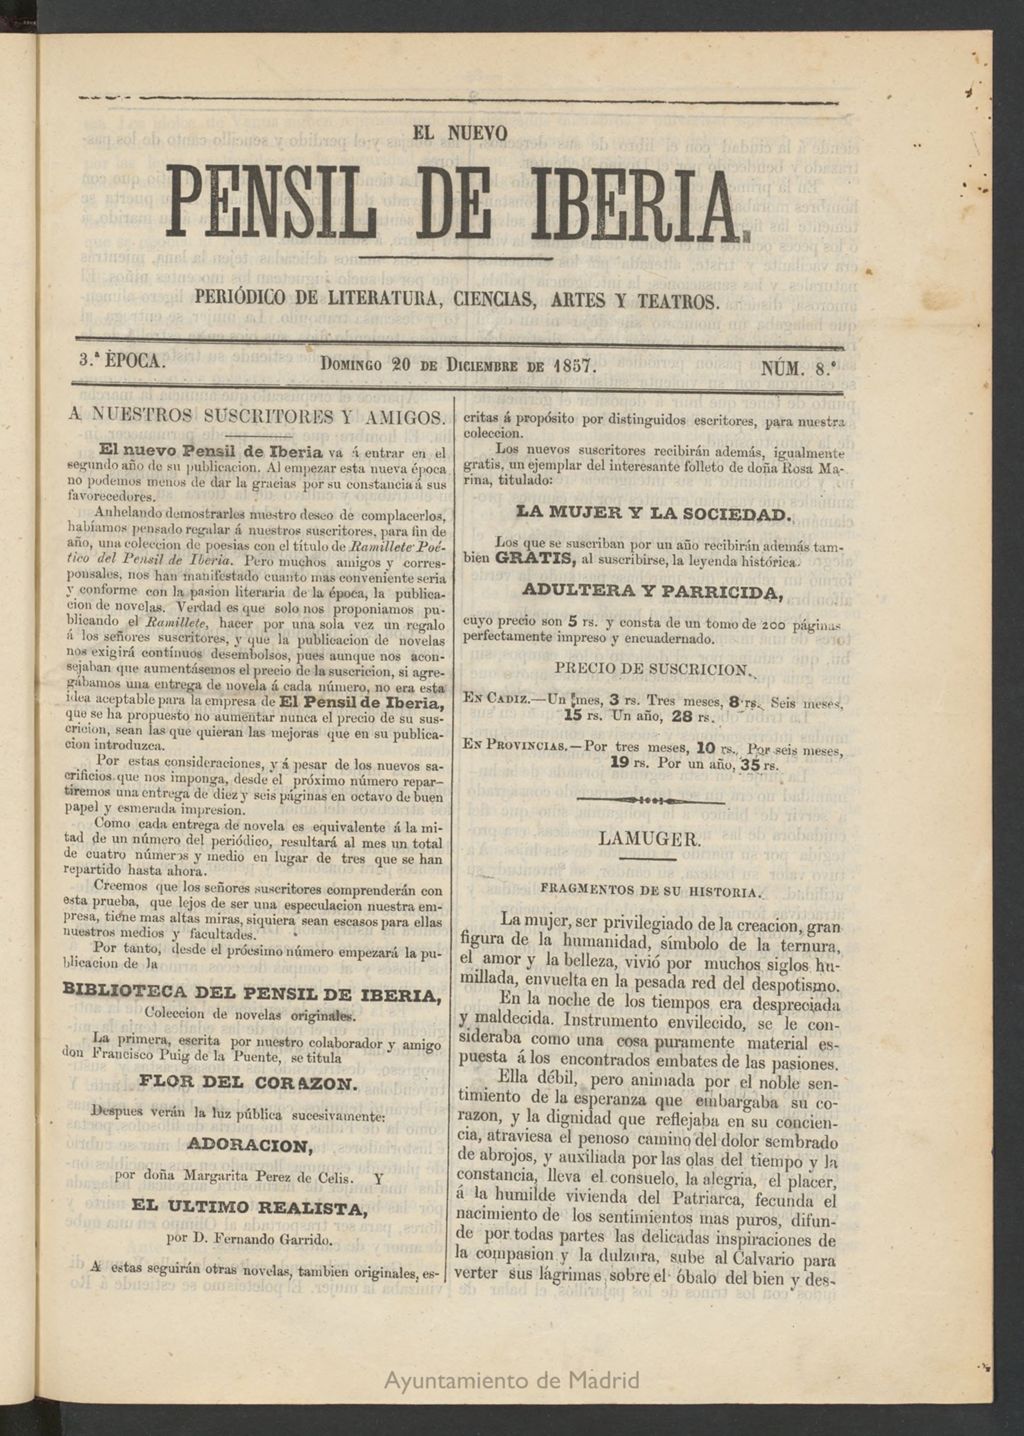 EL NUEVO
PENSIL DE IBERIA.
PERIÓDICO DE LITERATURA, CIENCIAS, ARTES Y TEATROS.
3.ª ÈPOCA.
DOMINGO 20 DE DICIEMBRE DE 1857.
NÚM. 8.º
A NUESTROS SUSCRITORES Y AMIGOS.
El nuevo Pensil de Iberia va á entrar en el
segundo año de su publicacion. Al empezar esta nueva época
no podemos menos de dar la gracias por su constancia á sus
favorecedores.
Anhelando demostrarles nuestro deseo de complacerlos,
habíamos pensado regalar á nuestros suscritores, para fin de
año, una coleccion de poesias con el título de Ramillete Poé-
tico del Pensil de Iberia. Pero muchos amigos y corres-
ponsales, nos han manifestado cuanto mas conveniente seria
y conforme con la pasion literaria de la época, la publica-
cion de novelas. Verdad es que solo nos proponiamos pu-
blicando el Ramillete, hacer por una sola vez un regalo
á los señores suscritores, y que la publicacion de novelas
nos exigirá contínuos desembolsos, pues aunque nos acon-
sejaban que aumentásemos el precio de la suscricion, si agre-
gábamos una entrega de novela á cada número, no era esta
idea aceptable para la empresa de El Pensil de Iberia,
que se ha propuesto no aumentar nunca el precio de su sus-
cricion, sean las que quieran las mejoras que en su publica-
cion introduzca.
Por estas consideraciones, y á pesar de los nuevos sa-
crificios que nos imponga, desde el próximo número repar-
tiremos una entrega de diez y seis páginas en octavo de buen
papel y esmerada impresion.
Como cada entrega de novela es equivalente á la mi-
tad de un número del periódico, resultará al mes un total
de cuatro números y medio en lugar de tres que se han
repartido hasta ahora.
Creemos que los señores suscritores comprenderán con
esta prueba, que lejos de ser una especulacion nuestra em-
presa, tiene mas altas miras, siquiera sean escasos para ellas
nuestros medios y facultades.
Por tanto, desde el prócsimo número empezará la pu-
blicacion de la
BIBLIOTECA DEL PENSIL DE IBERIA,
Coleccion de novelas originales.
La primera, escrita por nuestro colaborador y amigo
don Francisco Puig de la Puente, se titula
FLOR DEL CORAZON.
Despues verán la luz pública sucesivamente:
ADORACION,
por doña Margarita Perez de Celis. Y
EL ULTIMO REALISTA,
por D. Fernando Garrido.
A estas seguirán otras novelas, tambien originales, es-
critas á propósito por distinguidos escritores, para nuestra
coleccion.
Los nuevos suscritores recibirán además, igualmente
gratis, un ejemplar del interesante folleto de doña Rosa Ma-
rina, titulado:
LA MUJER Y LA SOCIEDAD.
Los que se suscriban por un año recibirán además tam-
bien GRATIS, al suscribirse, la leyenda histórica.
ADULTERA Y PARRICIDA,
cuyo precio son 5 rs. y consta de un tomo de 200 páginas
perfectamente impreso y encuadernado.
PRECIO DE SUSCRICION.
EN CADIZ.—Un mes, 3 rs. Tres meses, 8 rs. Seis meses,
15 rs. Un año, 28 rs.
EN PROVINCIAS.—Por tres meses, 10 rs. Por seis meses,
19 rs. Por un año, 35 rs.
LAMUGER.
FRAGMENTOS DE SU HISTORIA.
La mujer, ser privilegiado de la creacion, gran
figura de la humanidad, símbolo de la ternura,
el amor y la belleza, vivió por muchos siglos hu-
millada, envuelta en la pesada red del despotismo.
En la noche de los tiempos era despreciada
y maldecida. Instrumento envilecido, se le con-
sideraba como una cosa puramente material es-
puesta á los encontrados embates de las pasiones.
Ella débil, pero animada por el noble sen-
timiento de la esperanza que embargaba su co-
razon, y la dignidad que reflejaba en su concien-
cia, atraviesa el penoso camino del dolor sembrado
de abrojos, y auxiliada por las olas del tiempo y la
constancia, lleva el consuelo, la alegria, el placer,
á la humilde vivienda del Patriarca, fecunda el
nacimiento de los sentimientos mas puros, difun-
de por todas partes las delicadas inspiraciones de
la compasion y la dulzura, sube al Calvario para
verter sus lágrimas sobre el óbalo del bien y des-
Ayuntamiento de Madrid